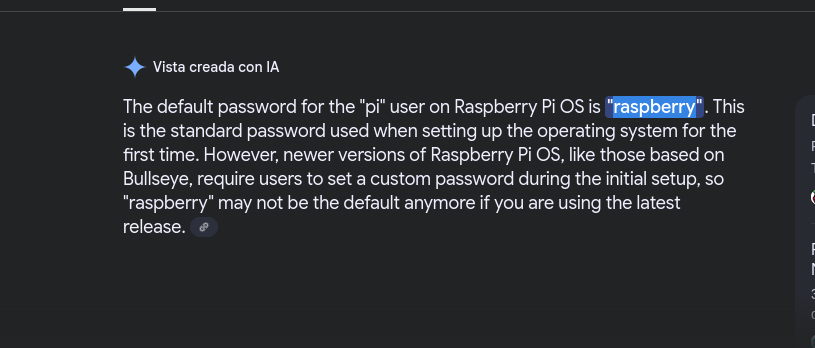 Vista creada con IA
The default password for the "pi" user on Raspberry Pi OS is "raspberry". This
is the standard password used when setting up the operating system for the
first time. However, newer versions of Raspberry Pi OS, like those based on
Bullseye, require users to set a custom password during the initial setup, so
"raspberry" may not be the default anymore if you are using the latest
release.